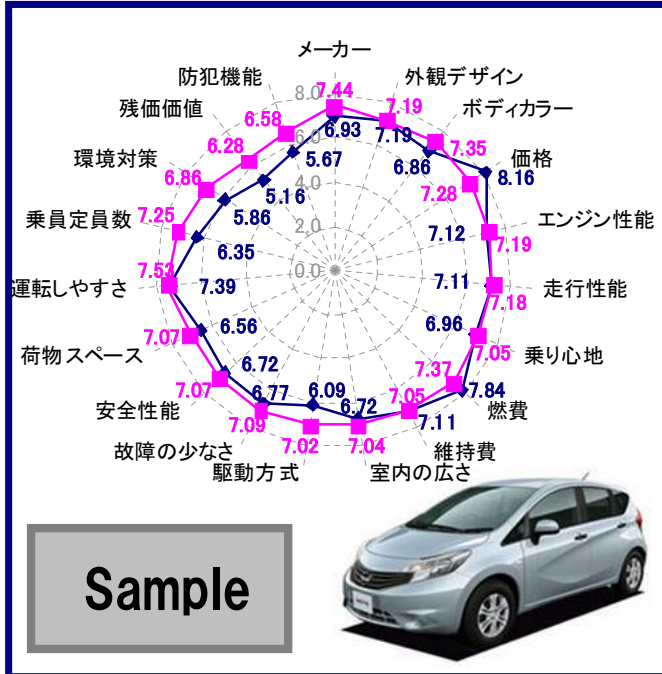 メーカー
外観デザイン
ボディカラー
価格
エンジン性能
走行性能
乗り心地
燃費
維持費
室内の広さ
駆動方式
故障の少なさ
安全性能
荷物スペース
運転しやすさ
乗員定員数
環境対策
残価価値
防犯機能
8.0
6.0
4.0
2.0
0.0
7.44
7.19
7.35
7.28
7.19
7.18
7.05
7.37
7.05
7.04
7.02
7.09
7.07
7.07
7.53
7.25
6.86
6.28
6.58
6.93
7.19
6.86
8.16
7.12
7.11
6.96
7.84
7.11
6.72
6.09
6.77
6.72
6.56
7.39
6.35
5.86
5.16
5.67
Sample